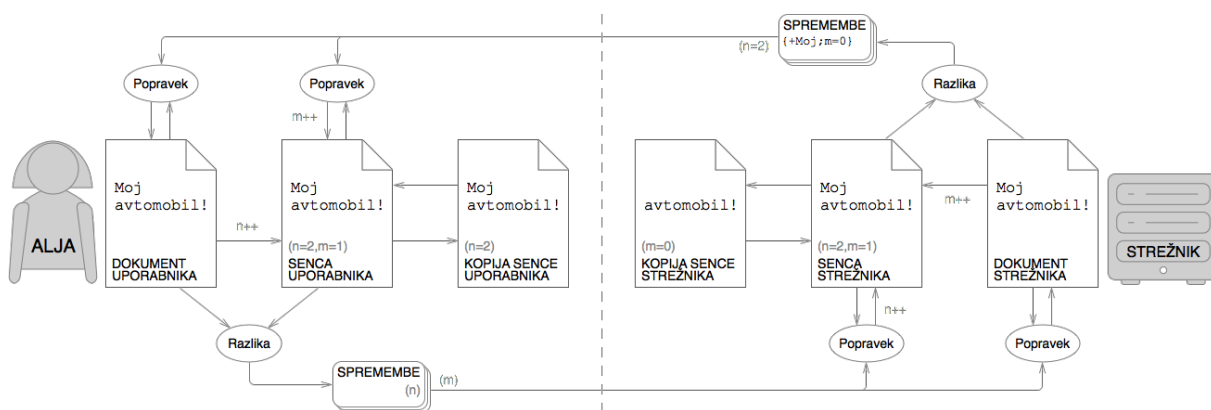 SPREMEMBE
{+Moj;m=0}
(n=2)
Popravek
Popravek
Razlika
m++
Moj
avtomobil!
Moj
avtomobil!
Moj
avtomobil!
avtomobil!
Moj
avtomobil!
Moj
avtomobil!
m++
n++
ALJA
(n=2,m=1)
(n=2)
(m=0)
(n=2,m=1)
STREŽNIK
DOKUMENT
UPORABNIKA
SENCA
UPORABNIKA
KOPIJA SENCE
UPORABNIKA
KOPIJA SENCE
STREŽNIKA
SENCA
STREŽNIKA
DOKUMENT
STREŽNIKA
n++
Razlika
Popravek
Popravek
SPREMEMBE
(n)
(m)